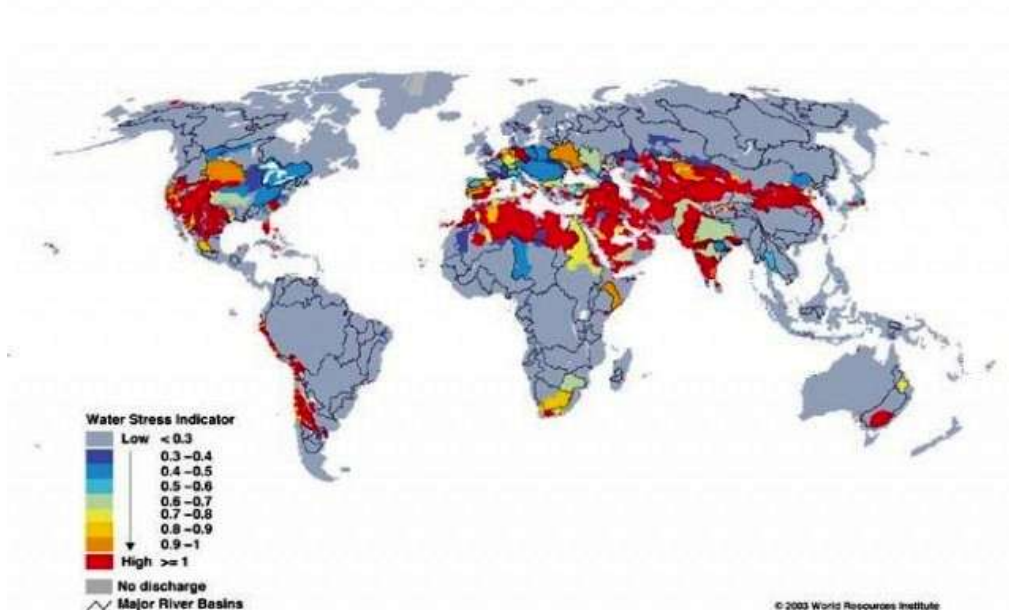 Water Stress Indicator
Low < 0.3
0.3 –0.4
0.4 –0.5
0.5 –0.6
0.6 –0.7
0.7 –0.8
0.8 –0.9
0.9 –1
High >= 1
No discharge
Major River Basins
© 2003 World Resources Institute